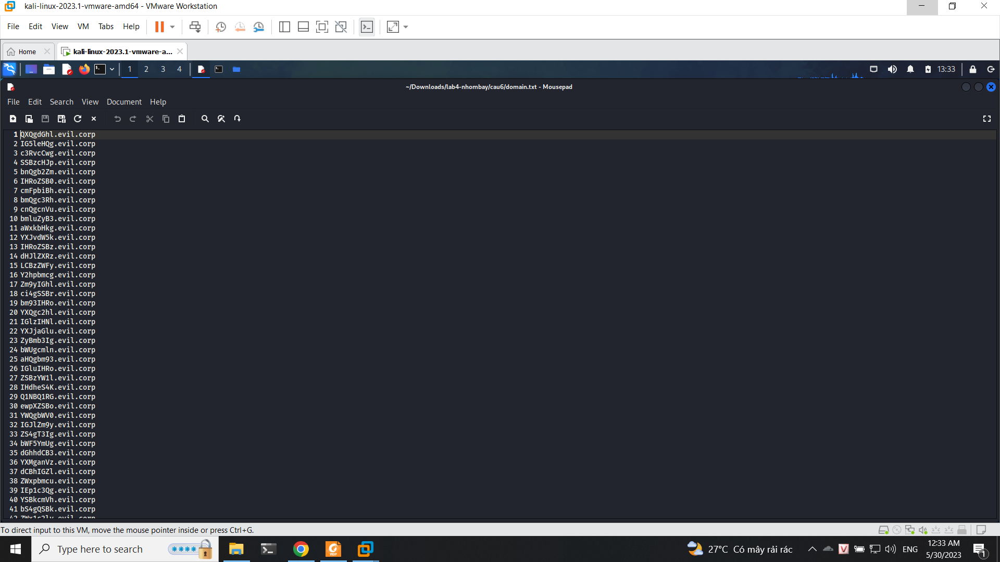 kali-linux-2023.1-vmware-amd64 - VMware Workstation
File Edit View VM Tabs Help
Home kali-linux-2023.1-vmware-a...
1 2 3 4 13:33
~/Downloads/lab4-nhombay/cau6/domain.txt - Mousepad
File Edit Search View Document Help
1 QXQgdGhl.evil.corp
2 IG5leHQg.evil.corp
3 c3RvcCwg.evil.corp
4 SSBzcHJp.evil.corp
5 bnQgb2Zm.evil.corp
6 IHRoZSB0.evil.corp
7 cmFpbiBh.evil.corp
8 bmQgc3Rh.evil.corp
9 cnQgcnVu.evil.corp
10 bmluZyB3.evil.corp
11 aWxkbHkg.evil.corp
12 YXJvdW5k.evil.corp
13 IHRoZSBz.evil.corp
14 dHJlZXRz.evil.corp
15 LCBzZWFy.evil.corp
16 Y2hpbmcg.evil.corp
17 Zm9yIGhl.evil.corp
18 ci4gSSBr.evil.corp
19 bm93IHRo.evil.corp
20 YXQgc2hl.evil.corp
21 IGlzIHNl.evil.corp
22 YXJjaGlu.evil.corp
23 ZyBmb3Ig.evil.corp
24 bWUgcmln.evil.corp
25 aHQgbm93.evil.corp
26 IGluIHRo.evil.corp
27 ZSBzYW1l.evil.corp
28 IHdheS4K.evil.corp
29 Q1NBQ1RG.evil.corp
30 ewpXZSBo.evil.corp
31 YWQgbWV0.evil.corp
32 IGJlZm9y.evil.corp
33 ZS4gT3Ig.evil.corp
34 bWF5YmUg.evil.corp
35 dGhhdCB3.evil.corp
36 YXMganVz.evil.corp
37 dCBhIGZl.evil.corp
38 ZWxpbmcu.evil.corp
39 IEp1c3Qg.evil.corp
40 YSBkcmVh.evil.corp
41 bS4gQSBk.evil.corp
To direct input to this VM, move the mouse pointer inside or press Ctrl+G.
Type here to search
27°C Có mây rải rác
ENG
12:33 AM
5/30/2023
1